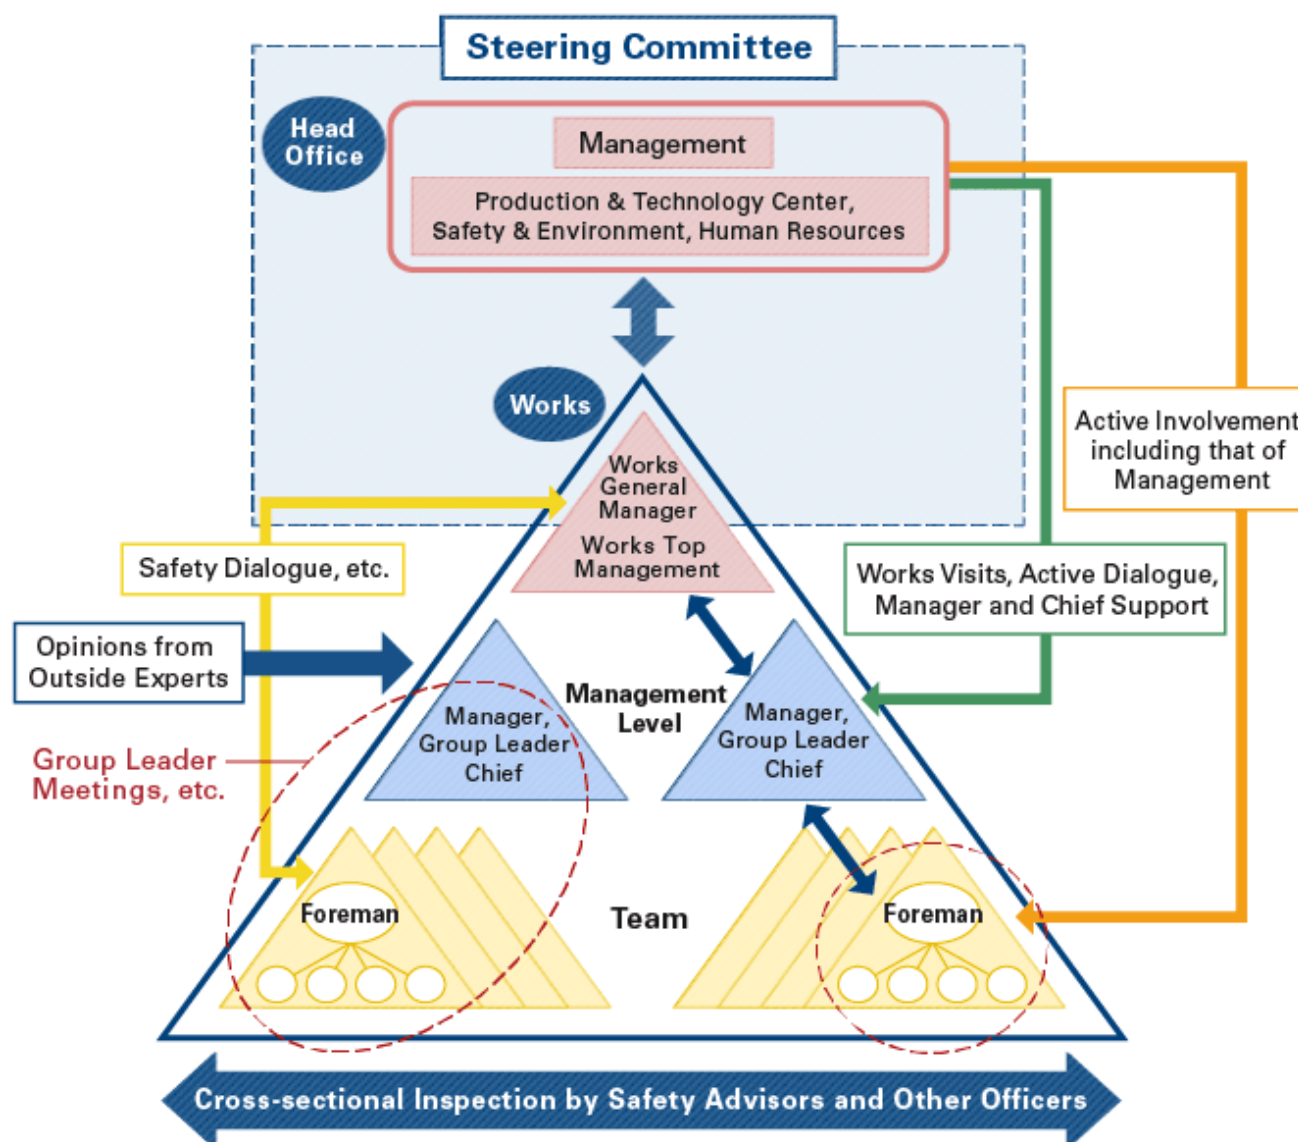 Steering Committee
Head
Office
Management
Production & Technology Center,
Safety & Environment, Human Resources
Works
Works
General
Manager
Works Top
Management
Active Involvement
including that of
Management
Safety Dialogue, etc.
Works Visits, Active Dialogue,
Manager and Chief Support
Opinions from
Outside Experts
Management
Level
Manager,
Group Leader
Chief
Manager,
Group Leader
Chief
Group Leader
Meetings, etc.
Foreman
Team
Foreman
Cross-sectional Inspection by Safety Advisors and Other Officers